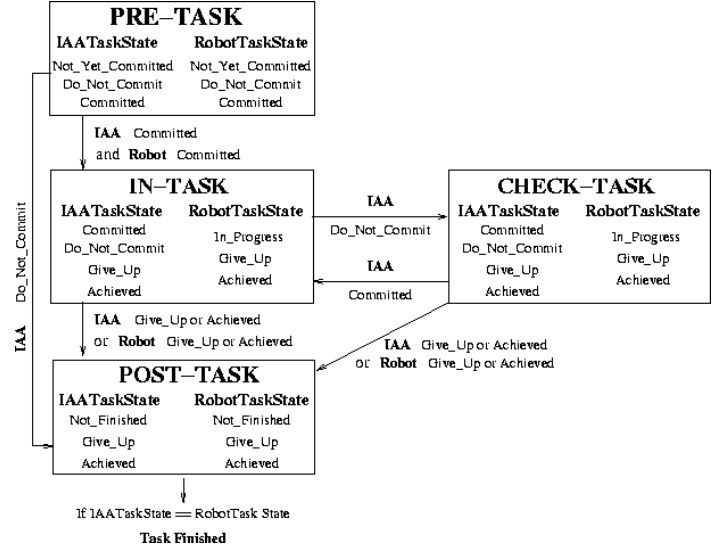 PRE–TASK
IAATaskState RobotTaskState
Not_Yet_Committed Not_Yet_Committed
Do_Not_Commit Do_Not_Commit
Committed Committed
IAA Committed
and Robot Committed
IAA Do_Not_Commit
IN–TASK
IAATaskState RobotTaskState
Committed In_Progress
Do_Not_Commit Give_Up
Give_Up Achieved
Achieved
IAA
Do_Not_Commit
IAA
Committed
CHECK–TASK
IAATaskState RobotTaskState
Committed In_Progress
Do_Not_Commit Give_Up
Give_Up Achieved
Achieved
IAA Give_Up or Achieved
or Robot Give_Up or Achieved
IAA Give_Up or Achieved
or Robot Give_Up or Achieved
POST–TASK
IAATaskState RobotTaskState
Not_Finished Not_Finished
Give_Up Give_Up
Achieved Achieved
If IAATaskState == RobotTask State
Task Finished